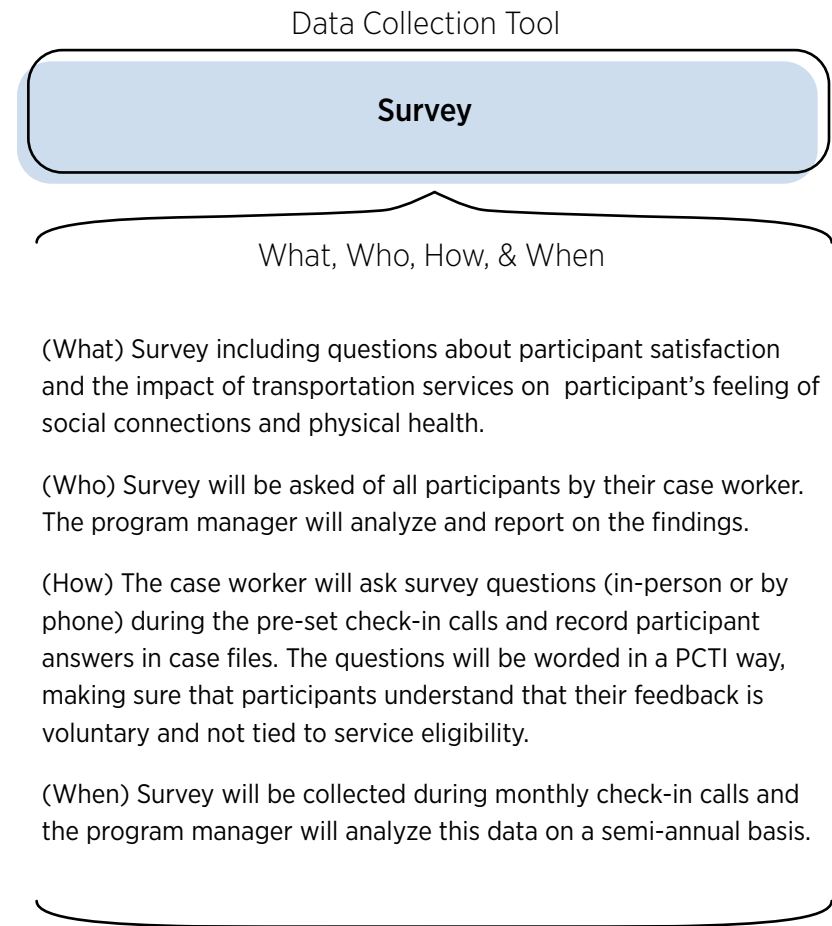 Data Collection Tool
Survey
What, Who, How, & When
(What) Survey including questions about participant satisfaction
and the impact of transportation services on  participant’s feeling of
social connections and physical health.
(Who) Survey will be asked of all participants by their case worker.
The program manager will analyze and report on the findings.
(How) The case worker will ask survey questions (in-person or by
phone) during the pre-set check-in calls and record participant
answers in case files. The questions will be worded in a PCTI way,
making sure that participants understand that their feedback is
voluntary and not tied to service eligibility.
(When) Survey will be collected during monthly check-in calls and
the program manager will analyze this data on a semi-annual basis.